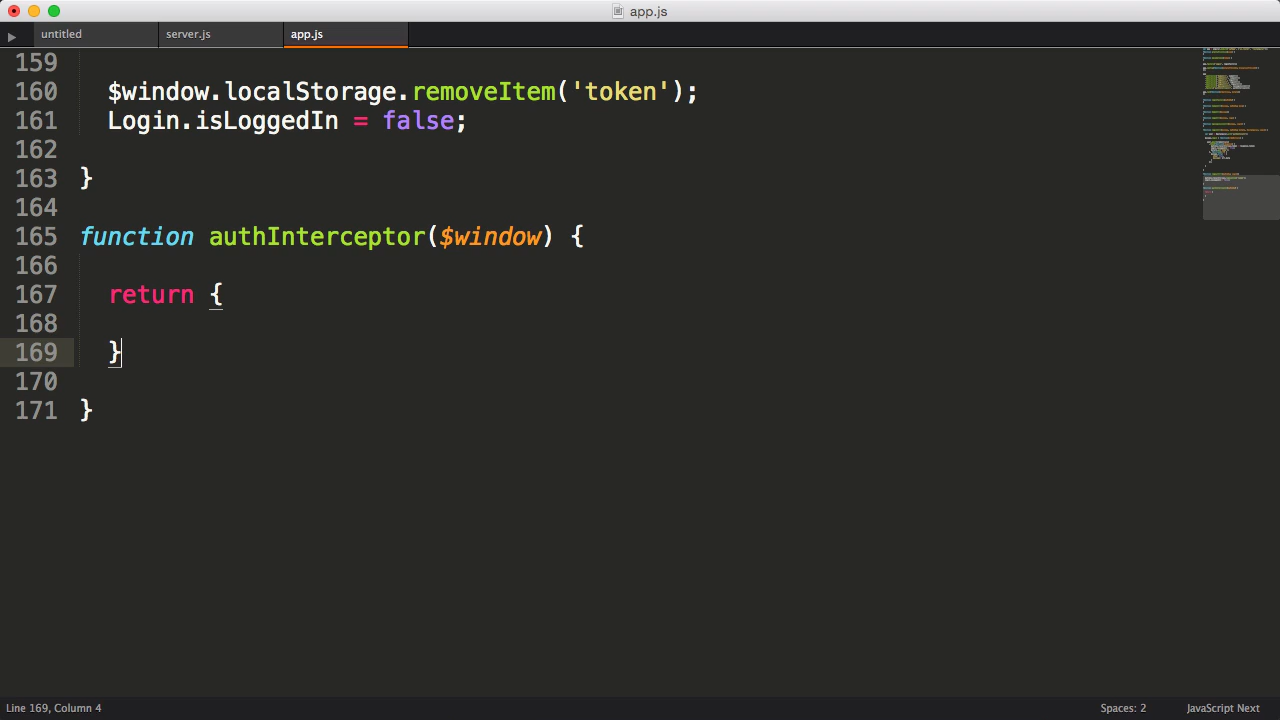 app.js
untitled
server.js
app.js
159
160 $window.localStorage.removeItem('token');
161 Login.isLoggedIn = false;
162
163 }
164
165 function authInterceptor($window) {
166
167 return {
168
169 }
170
171 }
Line 169, Column 4
Spaces: 2
JavaScript Next